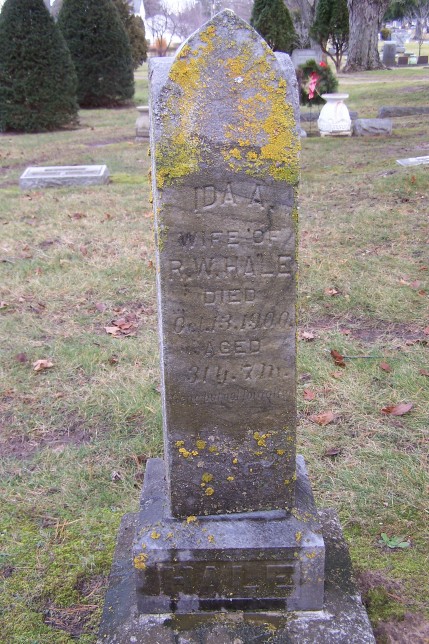 IDA A.
WIFE OF
R.W. HALE
DIED
Oct. 13. 1900.
AGED
31 y. 7 m.
HALE